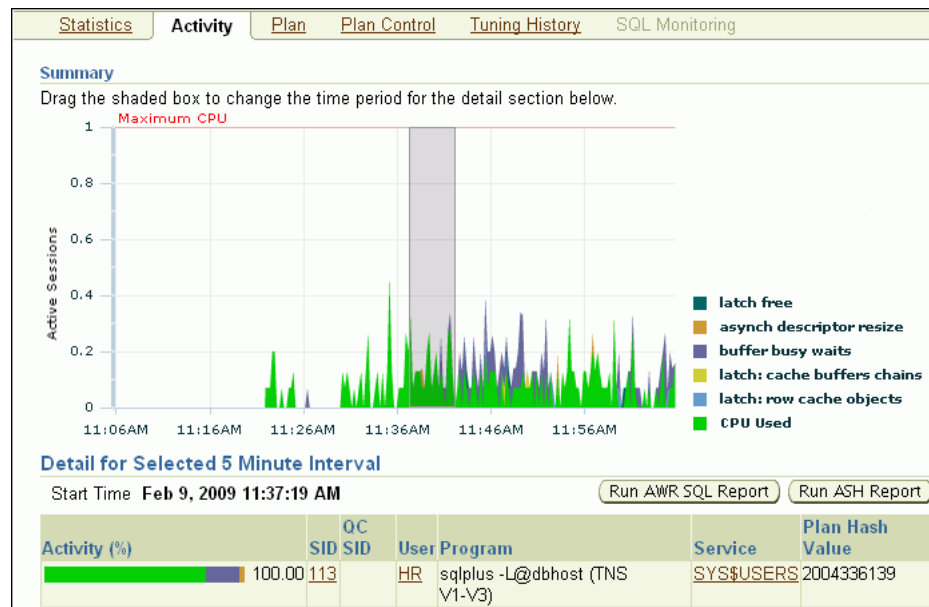 Statistics Activity Plan Plan Control Tuning History SQL Monitoring
Summary
Drag the shaded box to change the time period for the detail section below.
Maximum CPU
1
0.8
0.6
0.4
0.2
0
Active Sessions
11:06AM 11:16AM 11:26AM 11:36AM 11:46AM 11:56AM
latch free
asynch descriptor resize
buffer busy waits
latch: cache buffers chains
latch: row cache objects
CPU Used
Detail for Selected 5 Minute Interval
Start Time Feb 9, 2009 11:37:19 AM Run AWR SQL Report Run ASH Report
Activity (%) SID QC SID User Program Service Plan Hash Value
100.00 113 HR sqlplus -L@dbhost (TNS V1-V3) SYS$USERS 2004336139